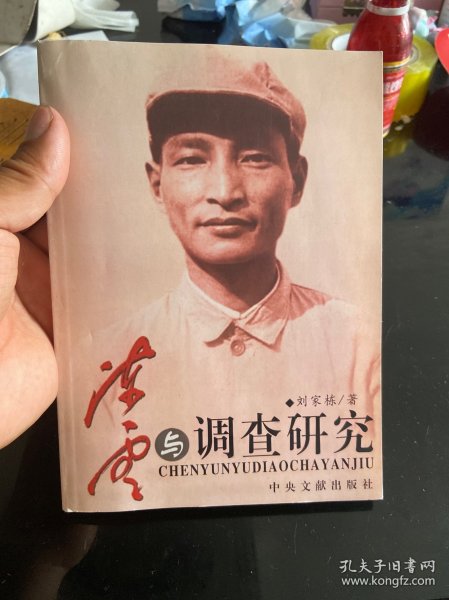 ◆刘家栋/著
陈云
与调查研究
CHENYUNYUDIAOCHAYANJIU
中央文献出版社
孔夫子旧书网
www.kongfz.com